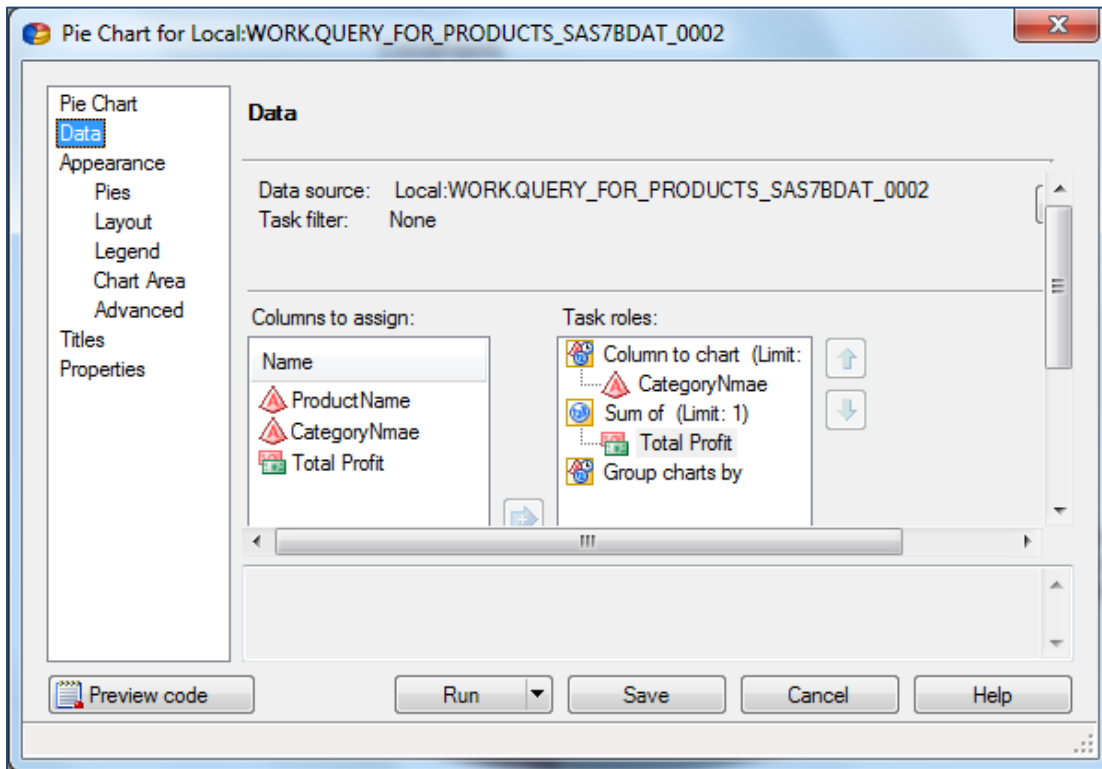 Pie Chart for Local:WORK.QUERY_FOR_PRODUCTS_SAS7BDAT_0002
Pie Chart
Data
Appearance
Pies
Layout
Legend
Chart Area
Advanced
Titles
Properties
Data
Data source: Local:WORK.QUERY_FOR_PRODUCTS_SAS7BDAT_0002
Task filter: None
Columns to assign:
Name
ProductName
CategoryNmae
Total Profit
Task roles:
Column to chart (Limit:
CategoryNmae
Sum of (Limit: 1)
Total Profit
Group charts by
Preview code
Run
Save
Cancel
Help